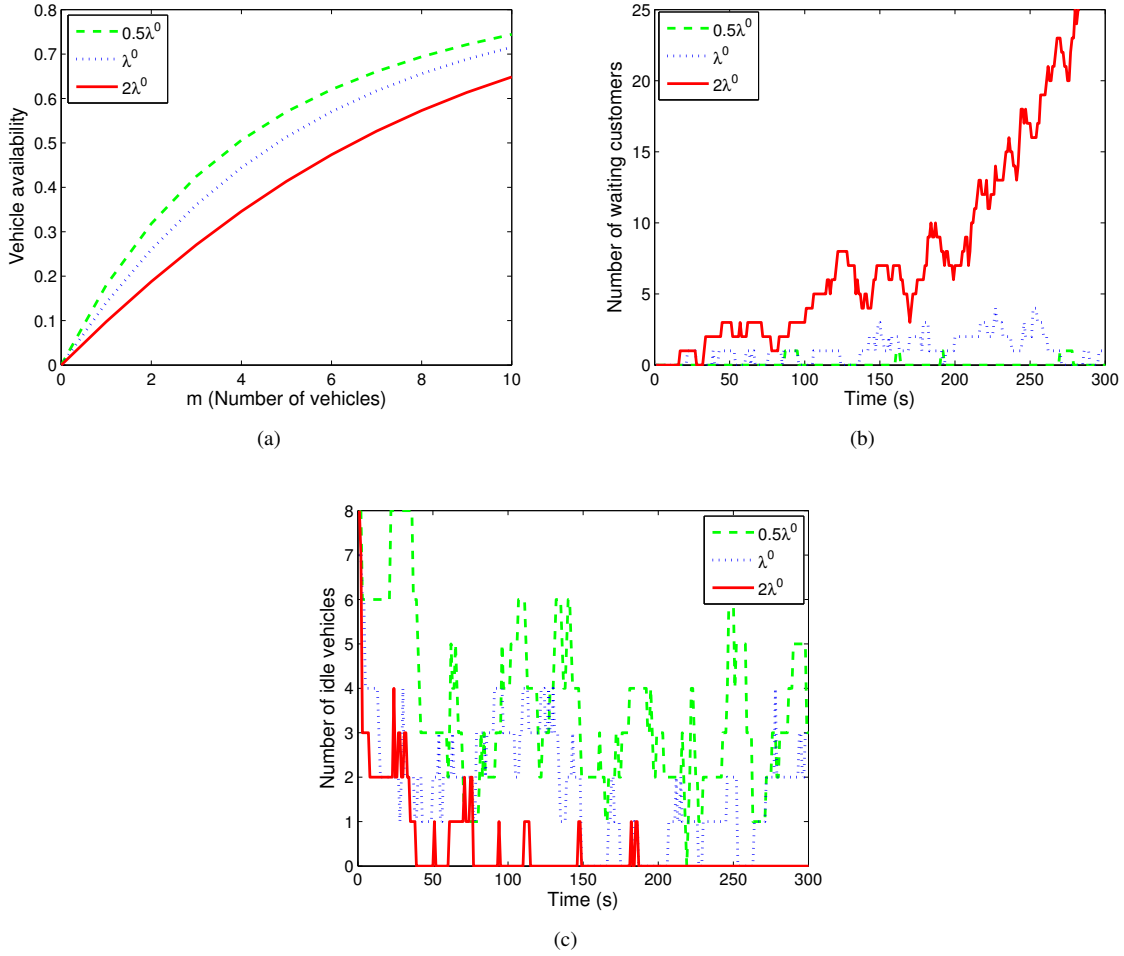 0.8
0.7
0.6
0.5
0.4
0.3
0.2
0.1
0
0 2 4 6 8 10
Vehicle availability
m (Number of vehicles)
0.5λ⁰
λ⁰
2λ⁰
(a)
25
20
15
10
5
0
0 50 100 150 200 250 300
Number of waiting customers
Time (s)
0.5λ⁰
λ⁰
2λ⁰
(b)
8
7
6
5
4
3
2
1
0
0 50 100 150 200 250 300
Number of idle vehicles
Time (s)
0.5λ⁰
λ⁰
2λ⁰
(c)